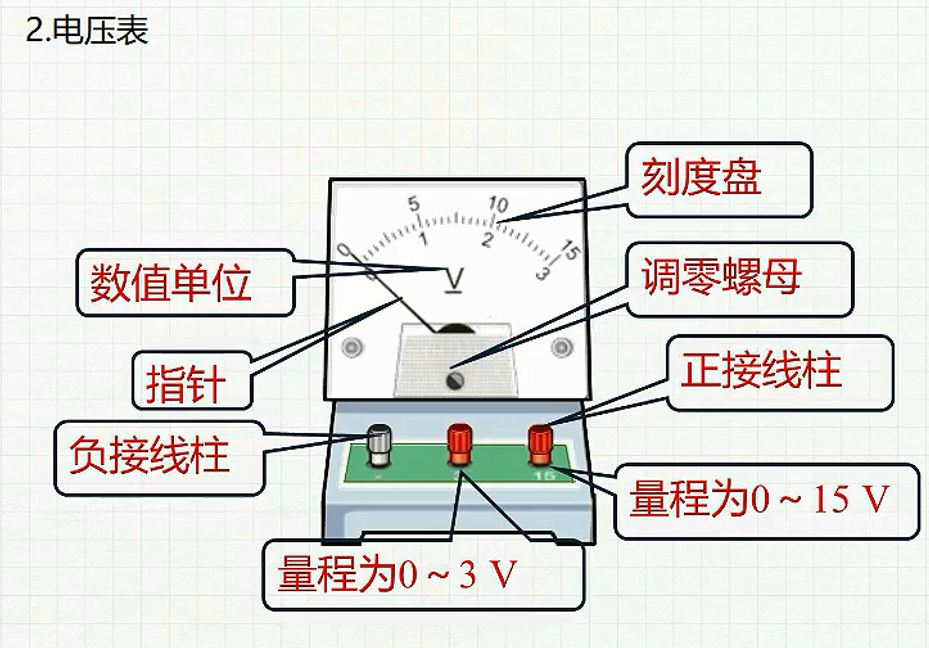 2.电压表
刻度盘
5 10
0 15
1 2
0 3
V
数值单位
调零螺母
指针
正接线柱
负接线柱
- 3 15
量程为0～15 V
量程为0～3 V